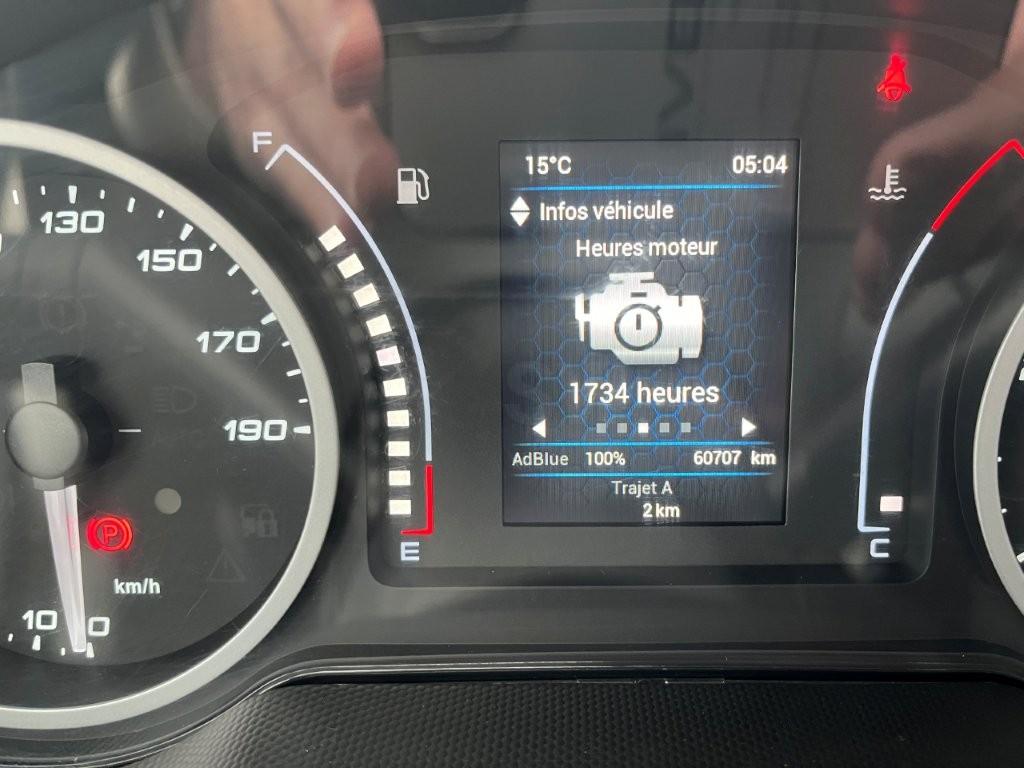 F
130
150
170
190
P
km/h
10
0
E
15°C 05:04
Infos véhicule
Heures moteur
1734 heures
AdBlue 100% 60707 km
Trajet A
2 km
C